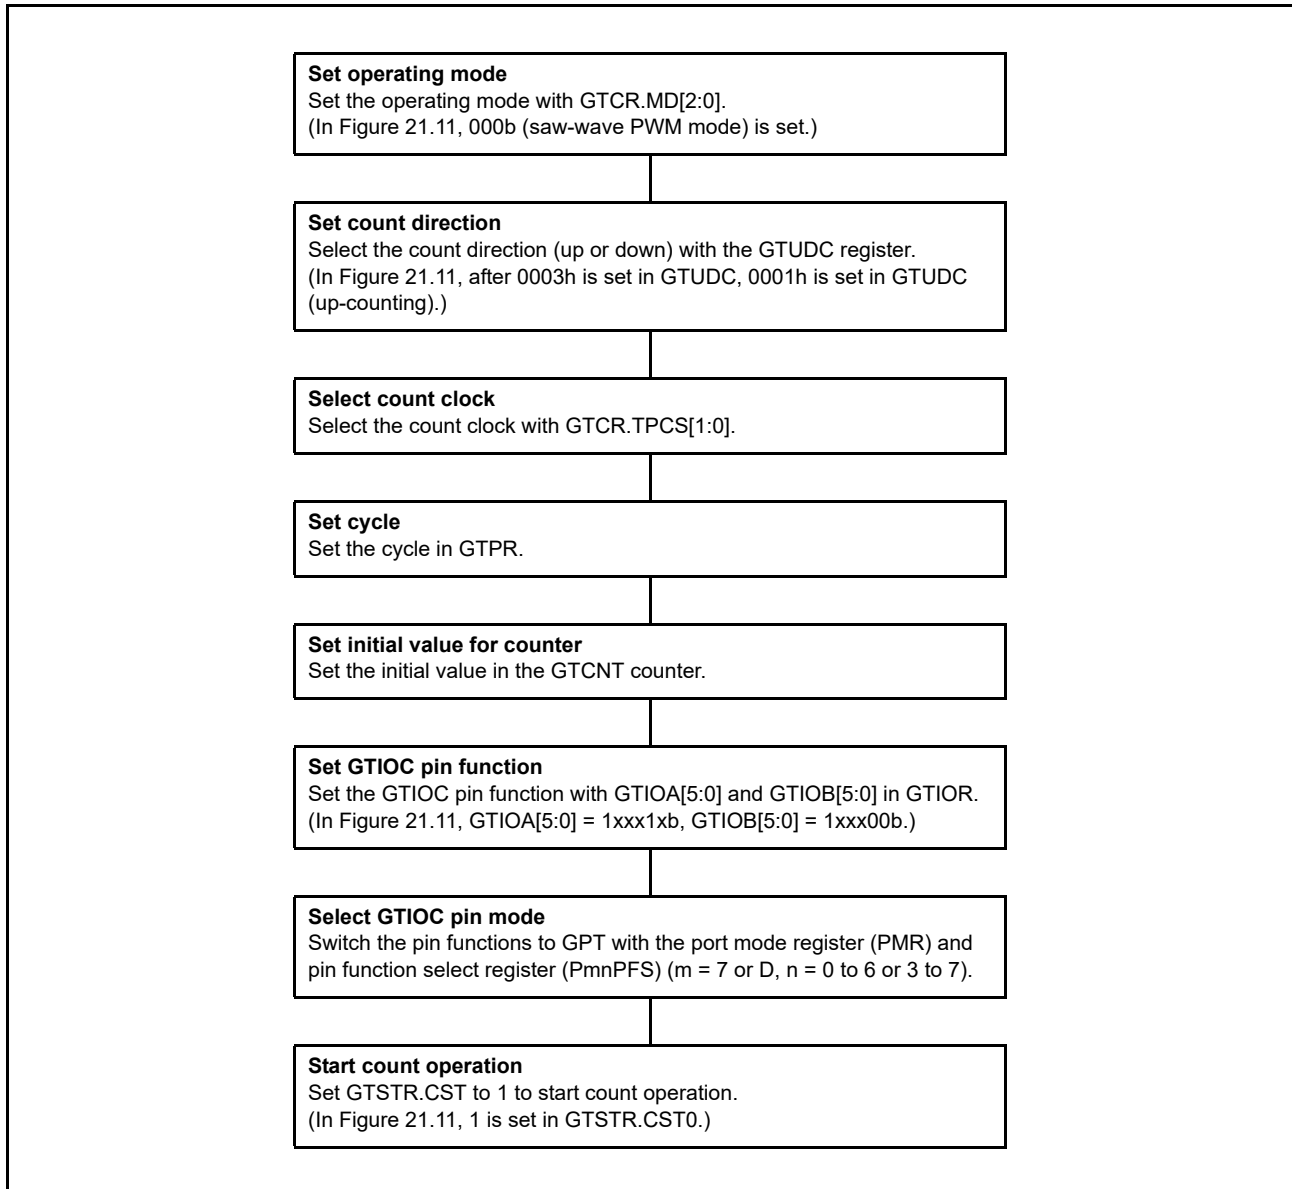 Set operating mode
Set the operating mode with GTCR.MD[2:0].
(In Figure 21.11, 000b (saw-wave PWM mode) is set.)
Set count direction
Select the count direction (up or down) with the GTUDC register.
(In Figure 21.11, after 0003h is set in GTUDC, 0001h is set in GTUDC
(up-counting).)
Select count clock
Select the count clock with GTCR.TPCS[1:0].
Set cycle
Set the cycle in GTPR.
Set initial value for counter
Set the initial value in the GTCNT counter.
Set GTIOC pin function
Set the GTIOC pin function with GTIOA[5:0] and GTIOB[5:0] in GTIOR.
(In Figure 21.11, GTIOA[5:0] = 1xxx1xb, GTIOB[5:0] = 1xxx00b.)
Select GTIOC pin mode
Switch the pin functions to GPT with the port mode register (PMR) and
pin function select register (PmnPFS) (m = 7 or D, n = 0 to 6 or 3 to 7).
Start count operation
Set GTSTR.CST to 1 to start count operation.
(In Figure 21.11, 1 is set in GTSTR.CST0.)